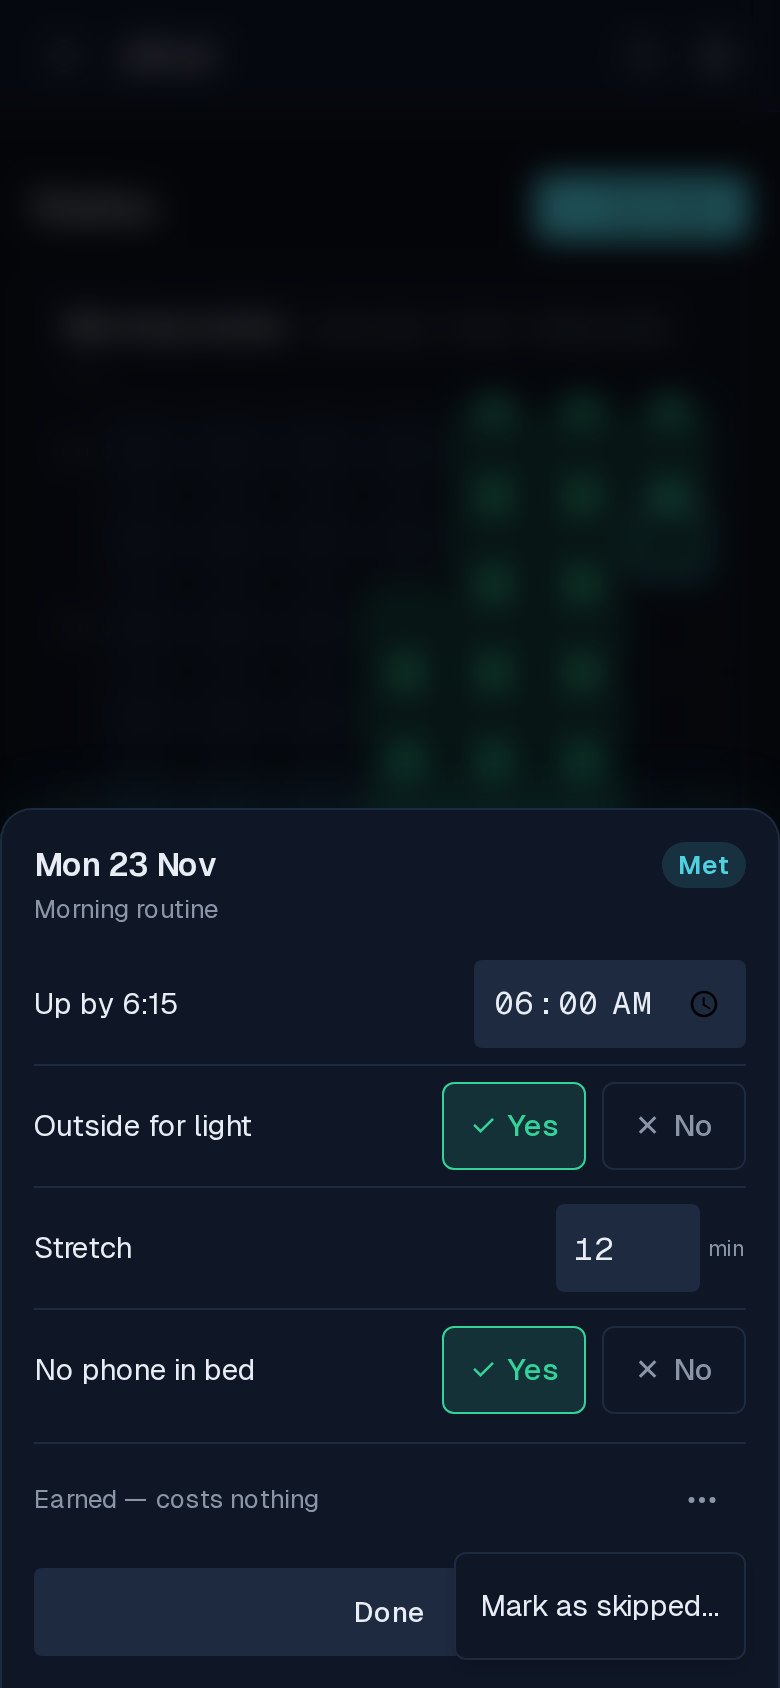 Mon 23 Nov
Met
Morning routine
Up by 6:15
06:00 AM
Outside for light
Yes
No
Stretch
12
min
No phone in bed
Yes
No
Earned — costs nothing
Done
Mark as skipped...